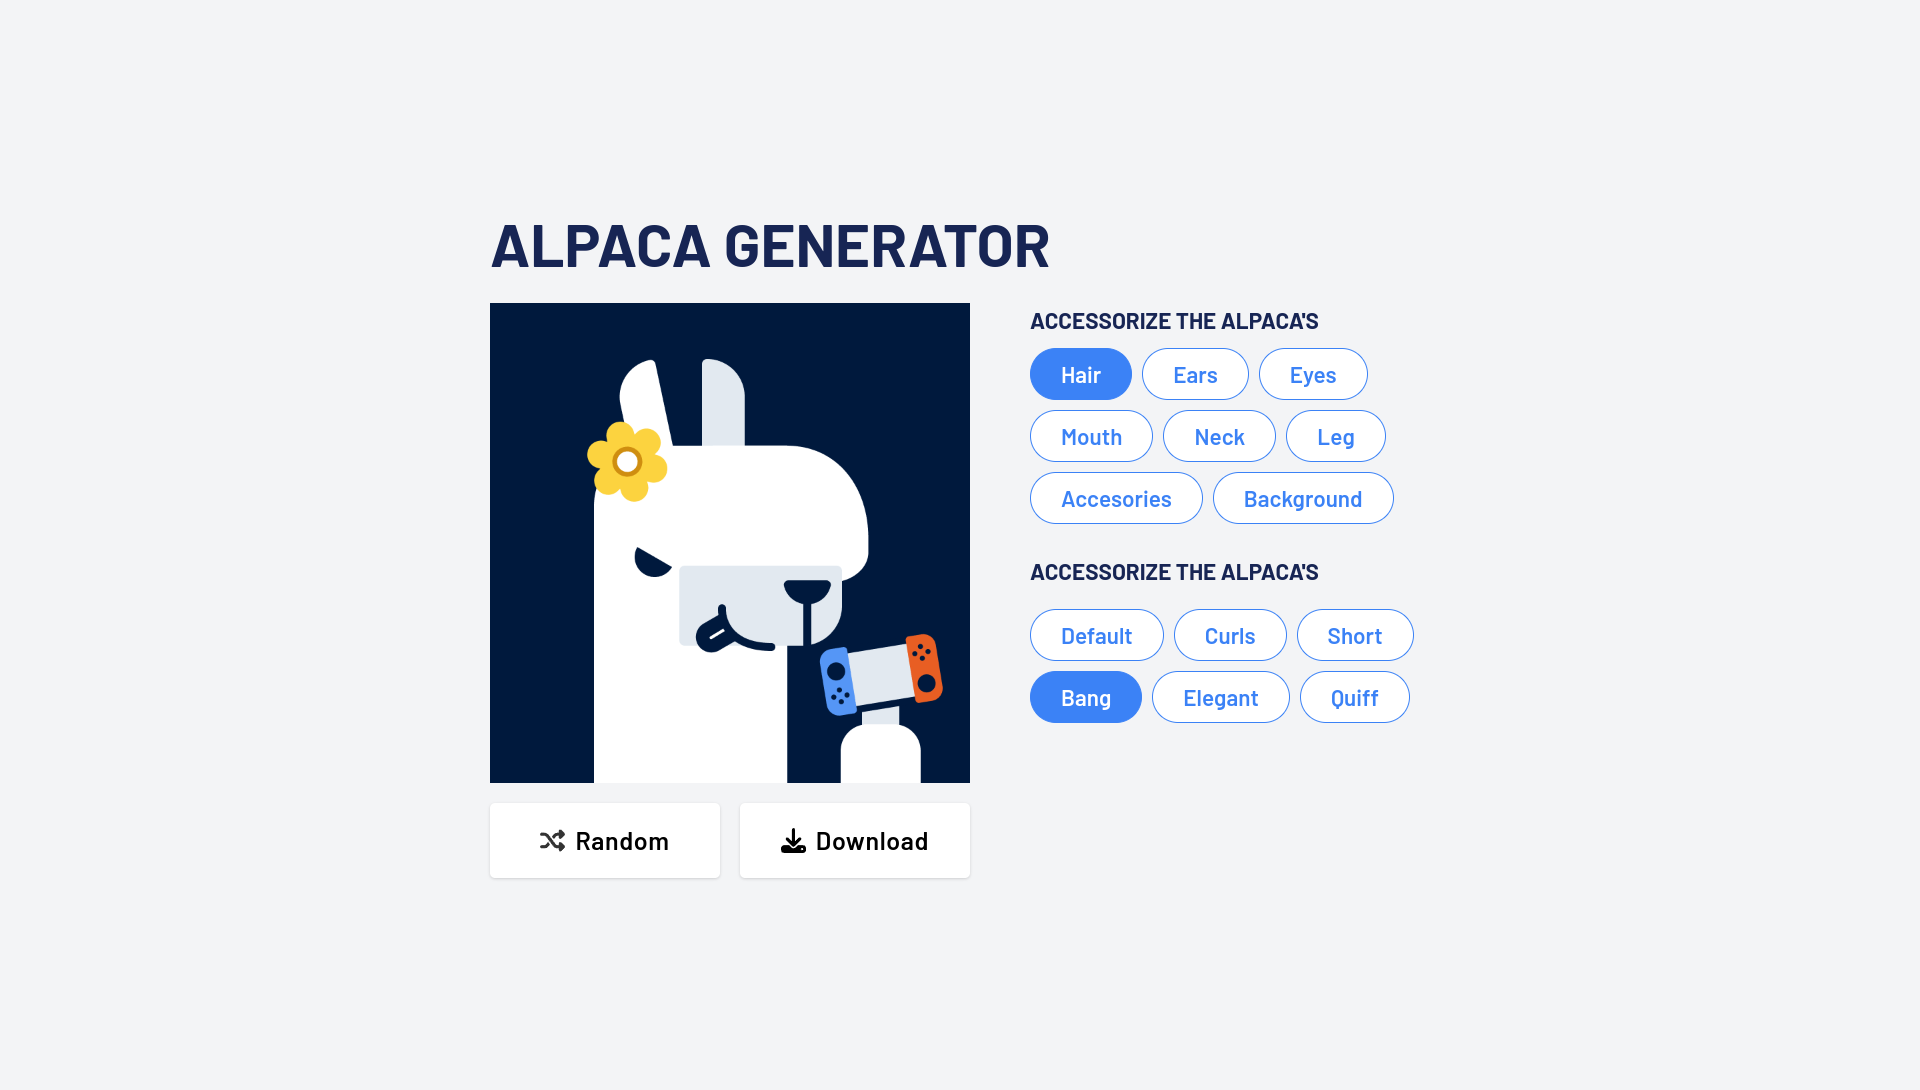 ALPACA GENERATOR
ACCESSORIZE THE ALPACA'S
Hair Ears Eyes
Mouth Neck Leg
Accesories Background
ACCESSORIZE THE ALPACA'S
Default Curls Short
Bang Elegant Quiff
Random Download